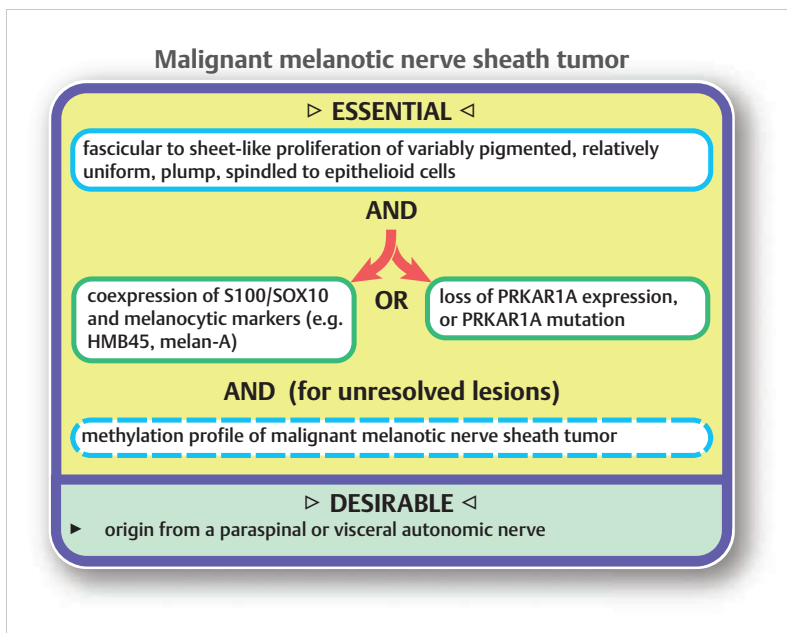 Malignant melanotic nerve sheath tumor
▷ ESSENTIAL ◁
fascicular to sheet-like proliferation of variably pigmented, relatively
uniform, plump, spindled to epithelioid cells
AND
coexpression of S100/SOX10
and melanocytic markers (e.g.
HMB45, melan-A)
OR
loss of PRKAR1A expression,
or PRKAR1A mutation
AND (for unresolved lesions)
methylation profile of malignant melanotic nerve sheath tumor
▷ DESIRABLE ◁
► origin from a paraspinal or visceral autonomic nerve